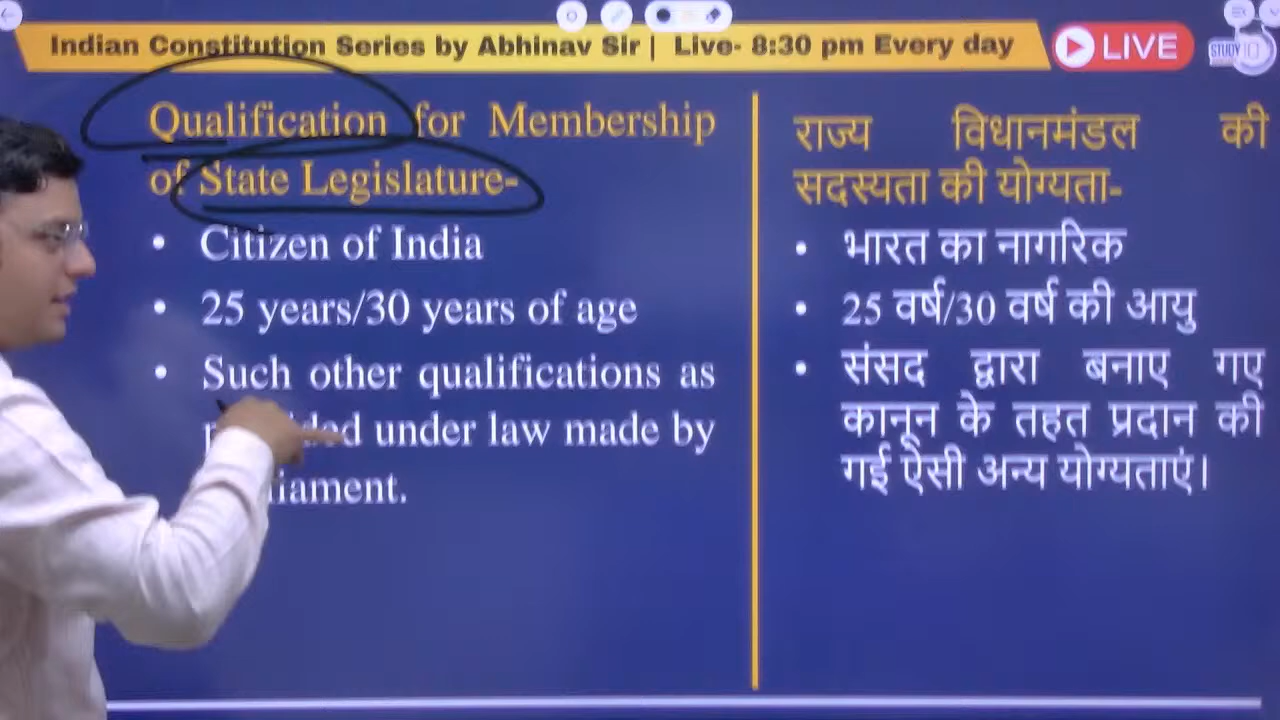 Indian Constitution Series by Abhinav Sir | Live- 8:30 pm Every day
LIVE
STUDY
Qualification for Membership
of State Legislature-
• Citizen of India
• 25 years/30 years of age
• Such other qualifications as
under law made by
राज्य विधानमंडल की
सदस्यता की योग्यता-
• भारत का नागरिक
• 25 वर्ष/30 वर्ष की आयु
• संसद द्वारा बनाए गए
कानून के तहत प्रदान की
गई ऐसी अन्य योग्यताएं।